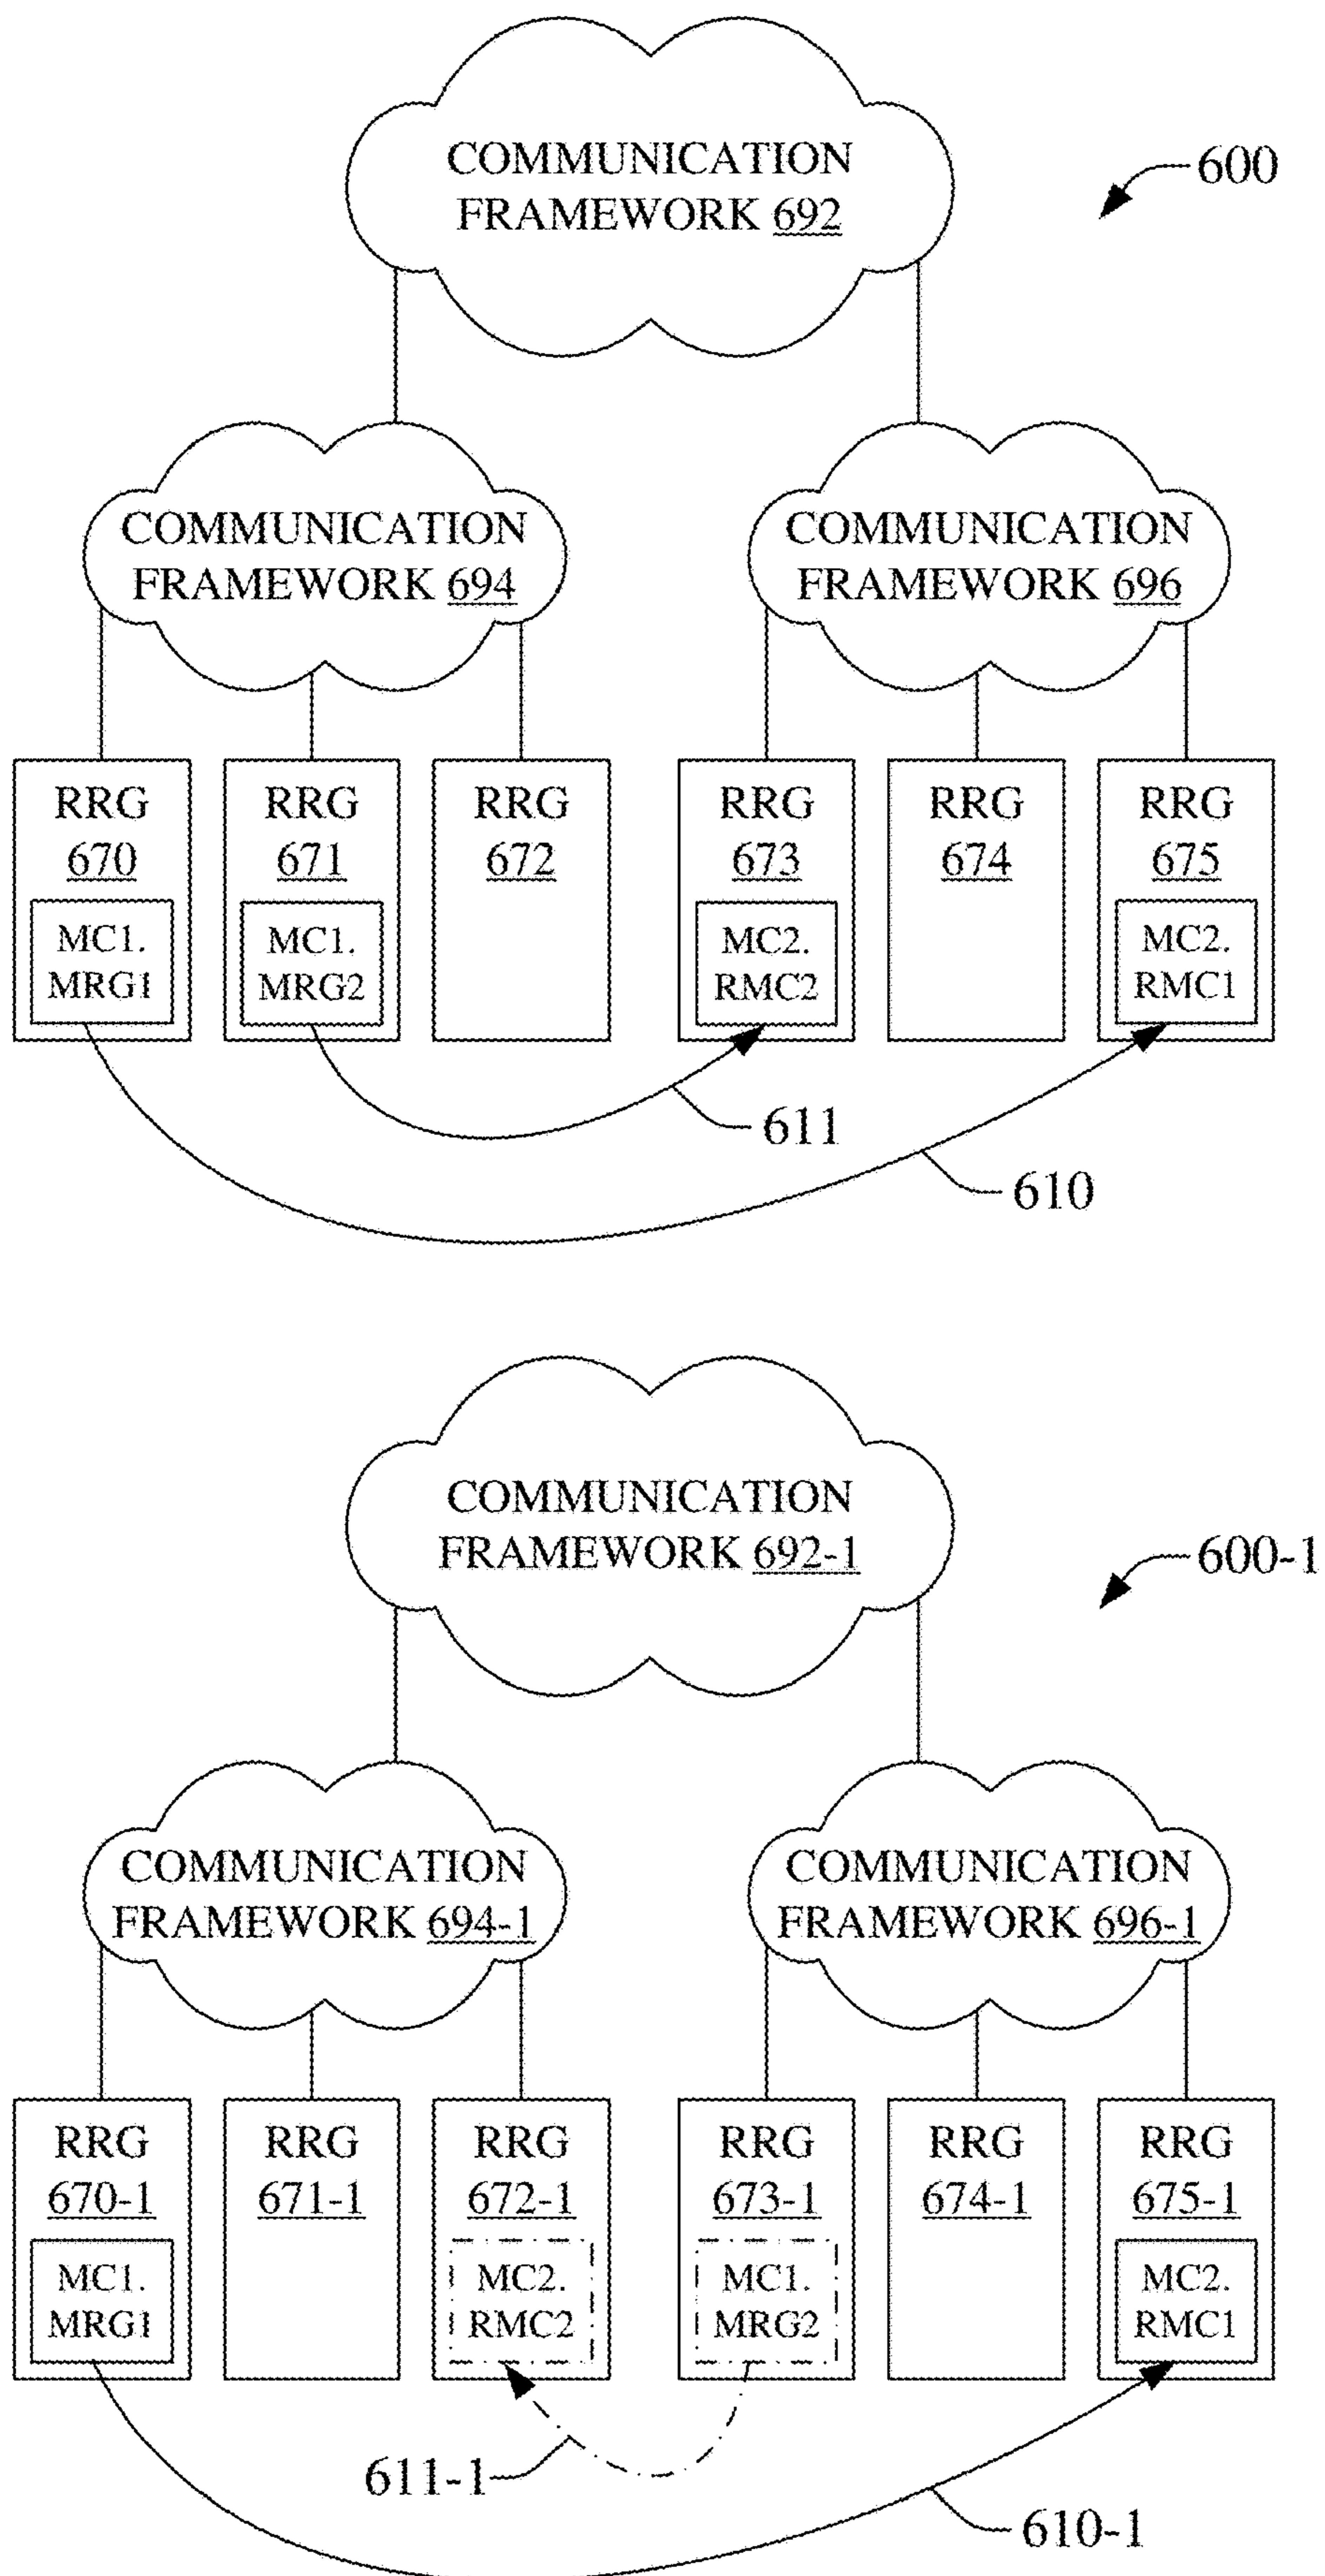 COMMUNICATION
FRAMEWORK 692
600
COMMUNICATION
FRAMEWORK 694
COMMUNICATION
FRAMEWORK 696
RRG
670
MC1.
MRG1
RRG
671
MC1.
MRG2
RRG
672
RRG
673
MC2.
RMC2
RRG
674
RRG
675
MC2.
RMC1
611
610
COMMUNICATION
FRAMEWORK 692-1
600-1
COMMUNICATION
FRAMEWORK 694-1
COMMUNICATION
FRAMEWORK 696-1
RRG
670-1
MC1.
MRG1
RRG
671-1
RRG
672-1
MC2.
RMC2
RRG
673-1
MC1.
MRG2
RRG
674-1
RRG
675-1
MC2.
RMC1
611-1
610-1